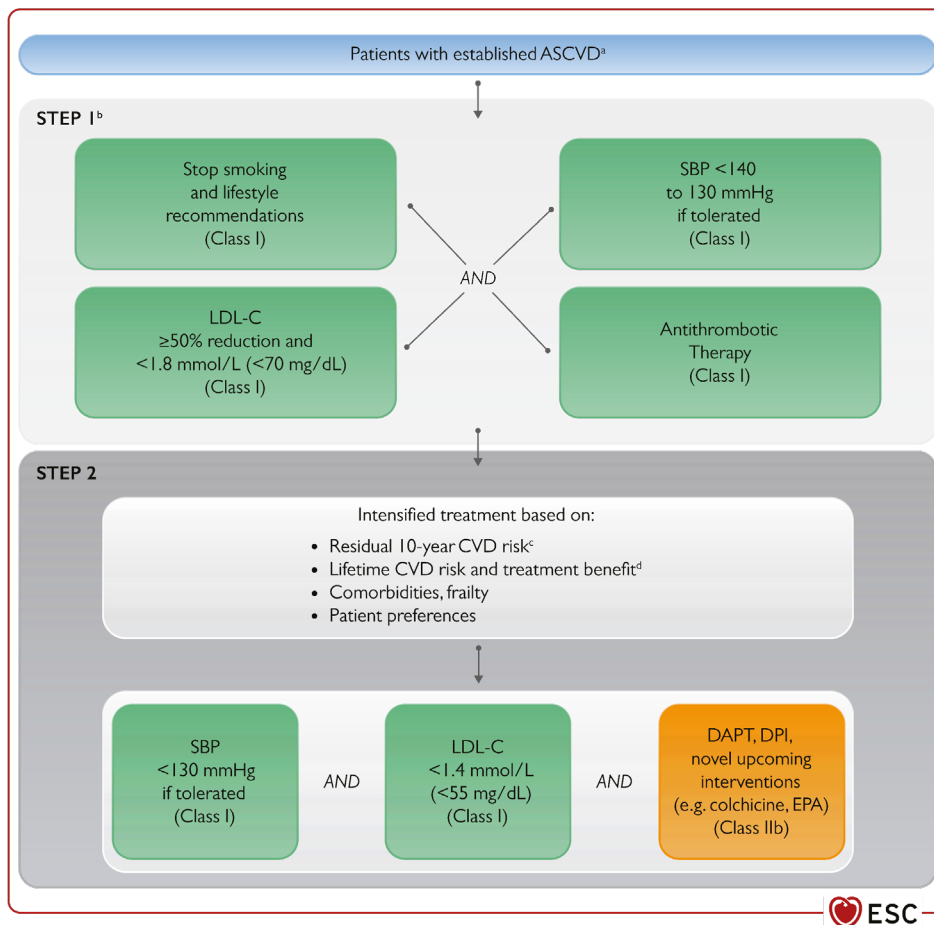 Patients with established ASCVDᵃ
STEP 1ᵇ
Stop smoking
and lifestyle
recommendations
(Class I)
SBP <140
to 130 mmHg
if tolerated
(Class I)
AND
LDL-C
≥50% reduction and
<1.8 mmol/L (<70 mg/dL)
(Class I)
Antithrombotic
Therapy
(Class I)
STEP 2
Intensified treatment based on:
• Residual 10-year CVD riskᶜ
• Lifetime CVD risk and treatment benefitᵈ
• Comorbidities, frailty
• Patient preferences
SBP
<130 mmHg
if tolerated
(Class I)
AND
LDL-C
<1.4 mmol/L
(<55 mg/dL)
(Class I)
AND
DAPT, DPI,
novel upcoming
interventions
(e.g. colchicine, EPA)
(Class IIb)
ESC